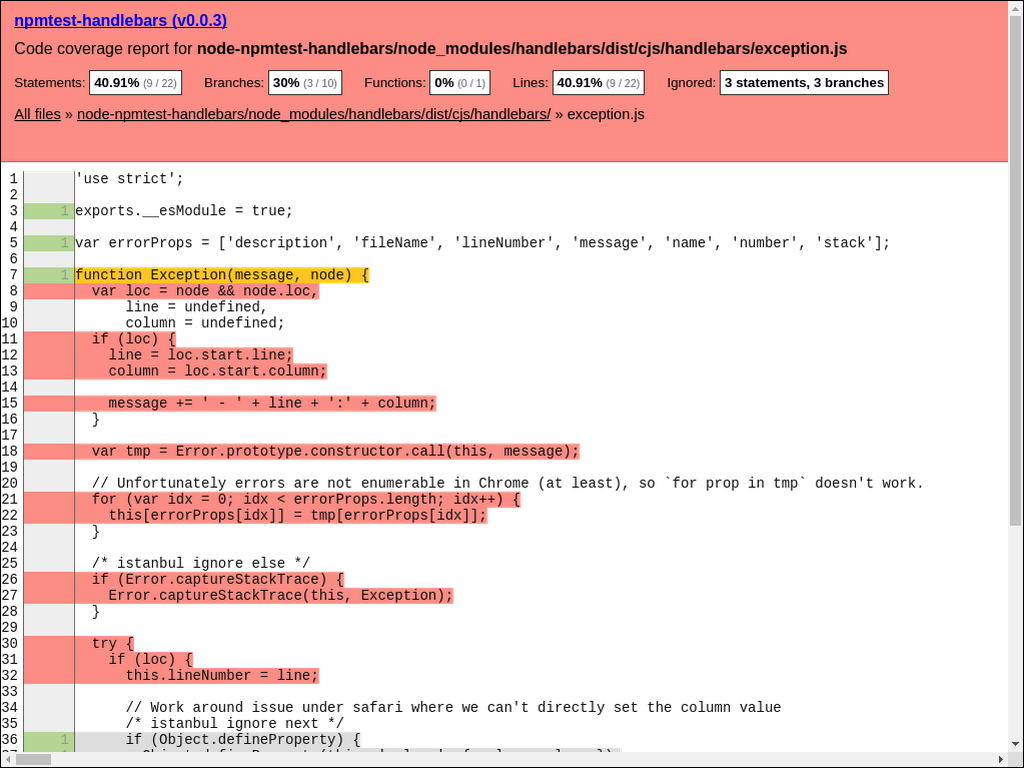 npmtest-handlebars (v0.0.3)
Code coverage report for node-npmtest-handlebars/node_modules/handlebars/dist/cjs/handlebars/exception.js
Statements: 40.91% (9 / 22) Branches: 30% (3 / 10) Functions: 0% (0 / 1) Lines: 40.91% (9 / 22) Ignored: 3 statements, 3 branches
All files » node-npmtest-handlebars/node_modules/handlebars/dist/cjs/handlebars/ » exception.js
1 'use strict';
2
3 1 exports.__esModule = true;
4
5 1 var errorProps = ['description', 'fileName', 'lineNumber', 'message', 'name', 'number', 'stack'];
6
7 1 function Exception(message, node) {
8 var loc = node && node.loc,
9 line = undefined,
10 column = undefined;
11 if (loc) {
12 line = loc.start.line;
13 column = loc.start.column;
14
15 message += ' - ' + line + ':' + column;
16 }
17
18 var tmp = Error.prototype.constructor.call(this, message);
19
20 // Unfortunately errors are not enumerable in Chrome (at least), so `for prop in tmp` doesn't work.
21 for (var idx = 0; idx < errorProps.length; idx++) {
22 this[errorProps[idx]] = tmp[errorProps[idx]];
23 }
24
25 /* istanbul ignore else */
26 if (Error.captureStackTrace) {
27 Error.captureStackTrace(this, Exception);
28 }
29
30 try {
31 if (loc) {
32 this.lineNumber = line;
33
34 // Work around issue under safari where we can't directly set the column value
35 /* istanbul ignore next */
36 1 if (Object.defineProperty) {